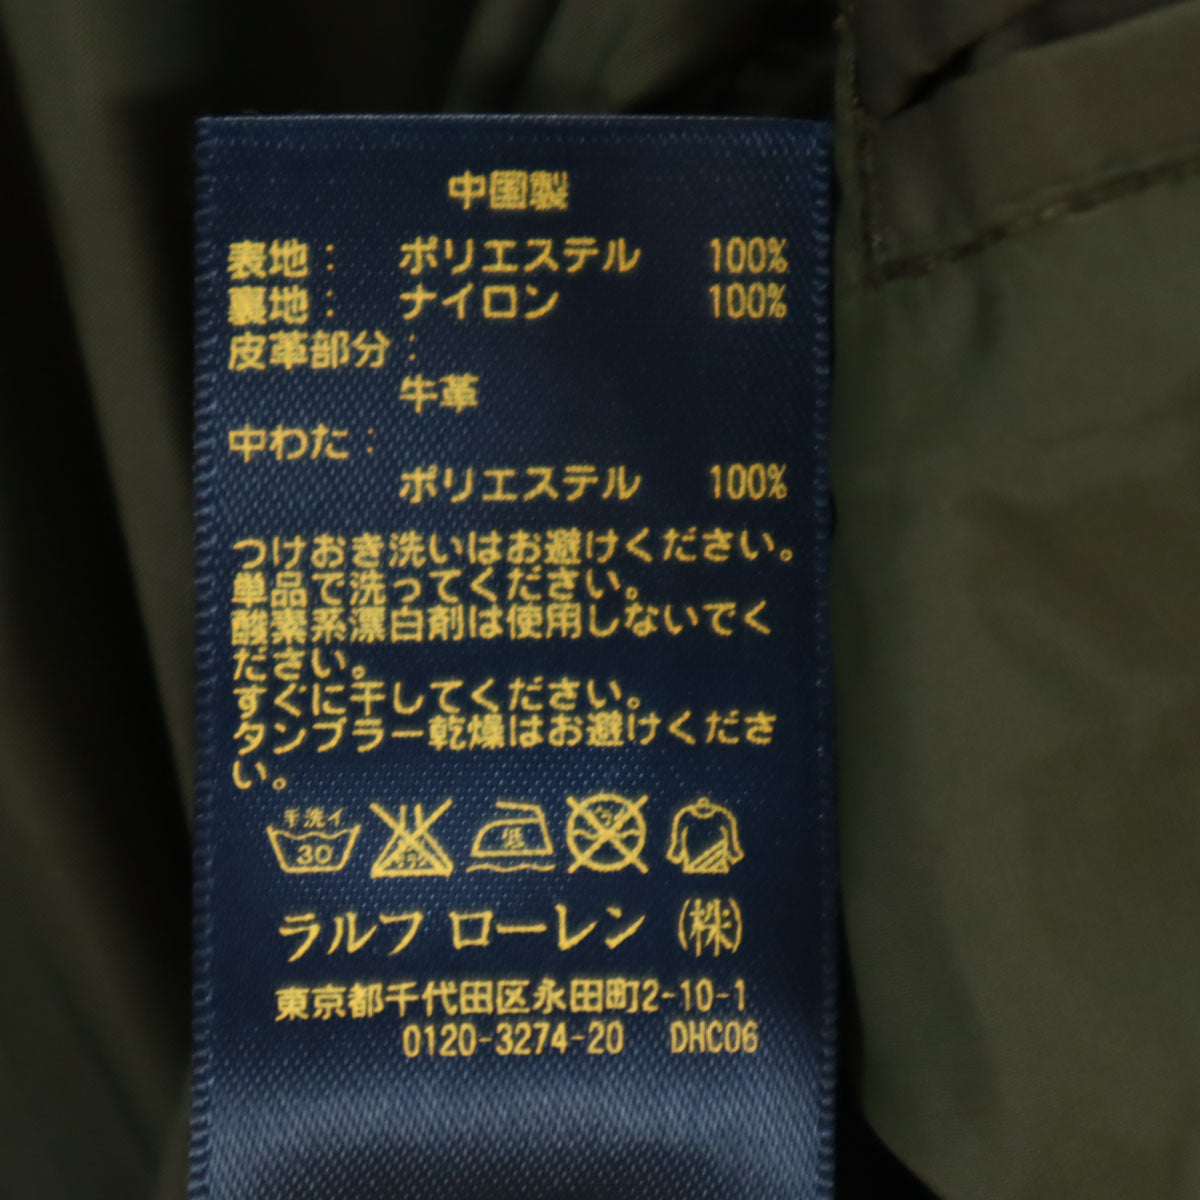 中国製
表地： ポリエステル 100%
裏地： ナイロン 100%
皮革部分：
牛革
中わた：
ポリエステル 100%
つけおき洗いはお避けください。
単品で洗ってください。
酸素系漂白剤は使用しないでく
ださい。
すぐに干してください。
タンブラー乾燥はお避けくださ
い。
手洗イ
30
低
ラルフ ローレン (株)
東京都千代田区永田町2-10-1
0120-3274-20 DHC06